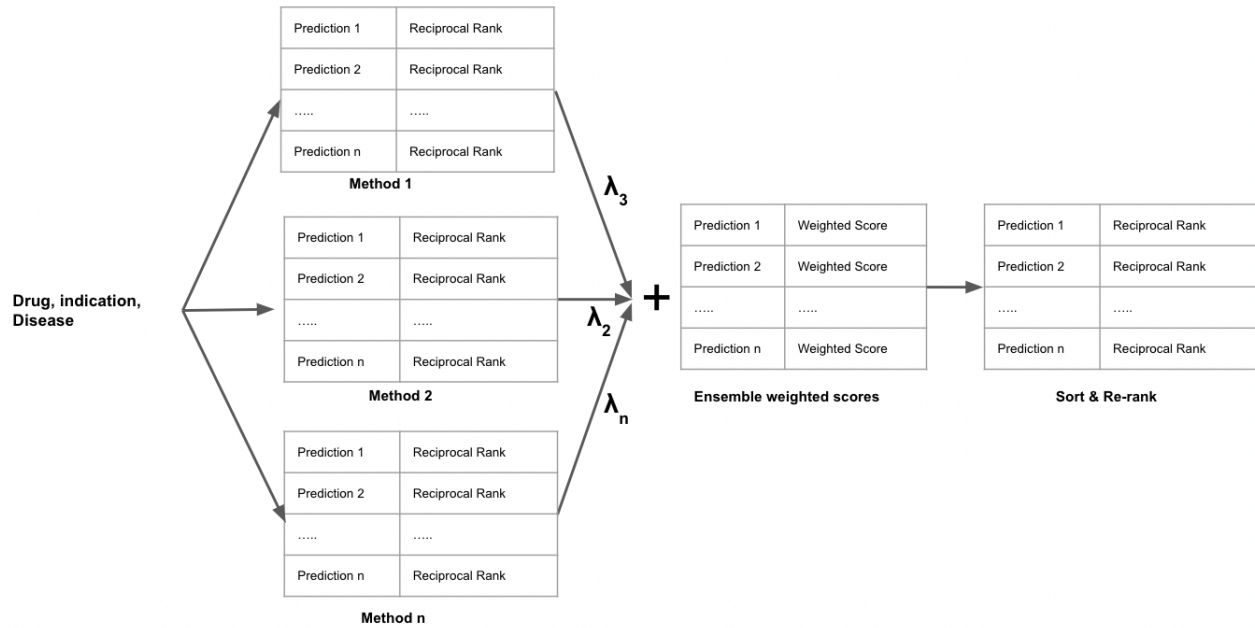 Drug, indication,
Disease
Prediction 1 Reciprocal Rank
Prediction 2 Reciprocal Rank
….. …..
Prediction n Reciprocal Rank
Method 1
Prediction 1 Reciprocal Rank
Prediction 2 Reciprocal Rank
….. …..
Prediction n Reciprocal Rank
Method 2
Prediction 1 Reciprocal Rank
Prediction 2 Reciprocal Rank
….. …..
Prediction n Reciprocal Rank
Method n
λ3
λ2
λn
+
Prediction 1 Weighted Score
Prediction 2 Weighted Score
….. …..
Prediction n Weighted Score
Ensemble weighted scores
Prediction 1 Reciprocal Rank
Prediction 2 Reciprocal Rank
….. …..
Prediction n Reciprocal Rank
Sort & Re-rank